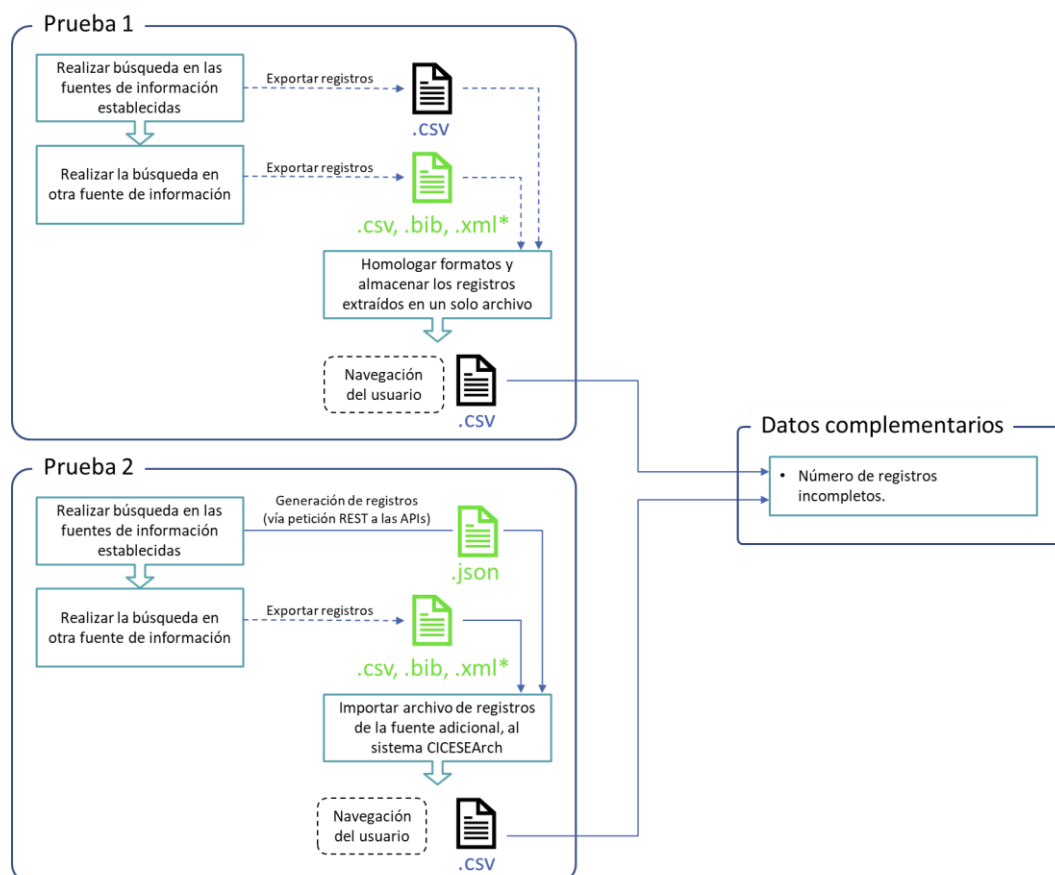 Prueba 1
Realizar búsqueda en las
fuentes de información
establecidas
Exportar registros
.csv
Realizar la búsqueda en
otra fuente de información
Exportar registros
.csv, .bib, .xml*
Homologar formatos y
almacenar los registros
extraídos en un solo archivo
Navegación
del usuario
.csv
Datos complementarios
• Número de registros
incompletos.
Prueba 2
Realizar búsqueda en las
fuentes de información
establecidas
Generación de registros
(vía petición REST a las APIs)
.json
Realizar la búsqueda en
otra fuente de información
Exportar registros
.csv, .bib, .xml*
Importar archivo de registros
de la fuente adicional, al
sistema CICESEArch
Navegación
del usuario
.csv